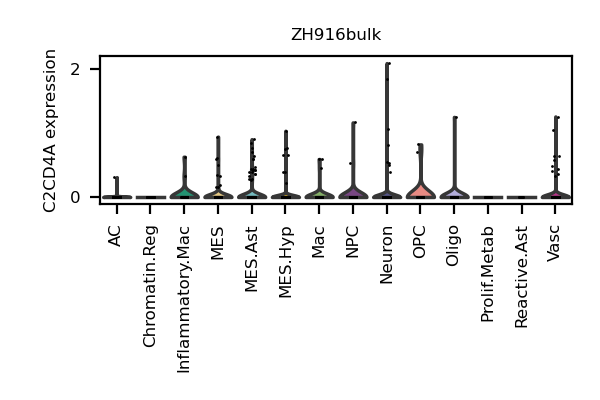 ZH916bulk
C2CD4A expression
2
0
AC
Chromatin.Reg
Inflammatory.Mac
MES
MES.Ast
MES.Hyp
Mac
NPC
Neuron
OPC
Oligo
Prolif.Metab
Reactive.Ast
Vasc